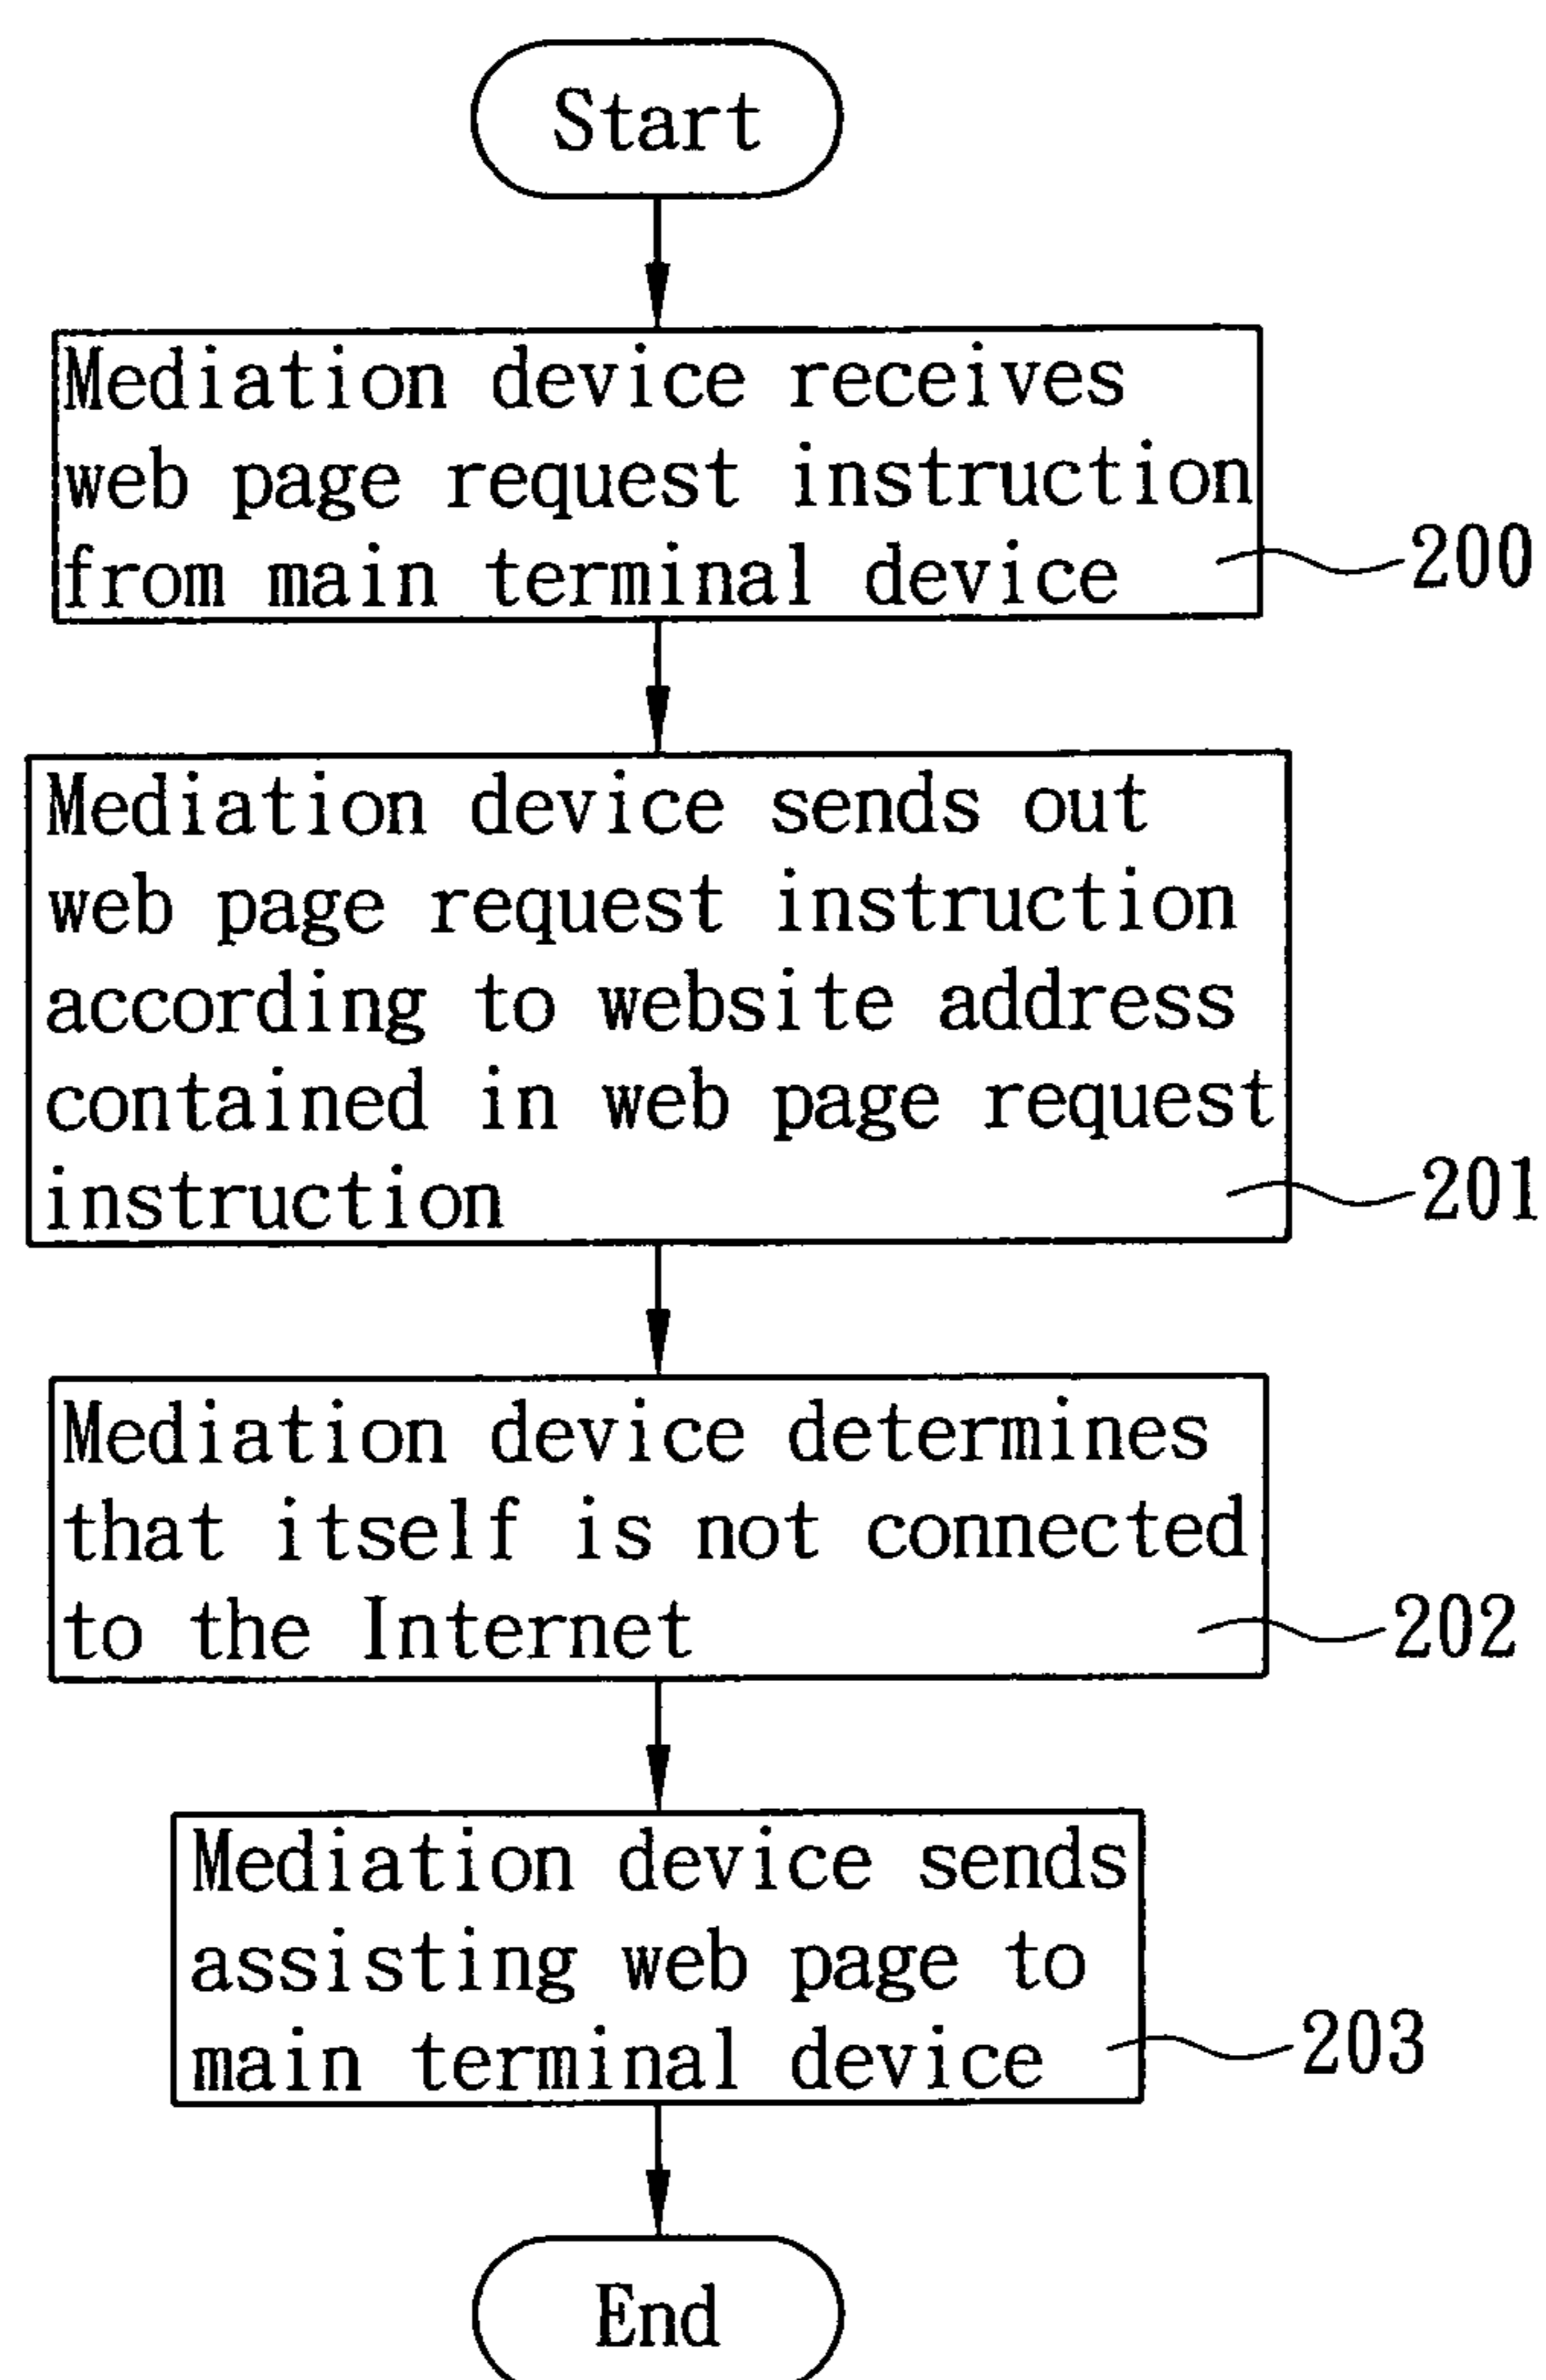 Start
Mediation device receives
web page request instruction
from main terminal device
200
Mediation device sends out
web page request instruction
according to website address
contained in web page request
instruction
201
Mediation device determines
that itself is not connected
to the Internet
202
Mediation device sends
assisting web page to
main terminal device
203
End